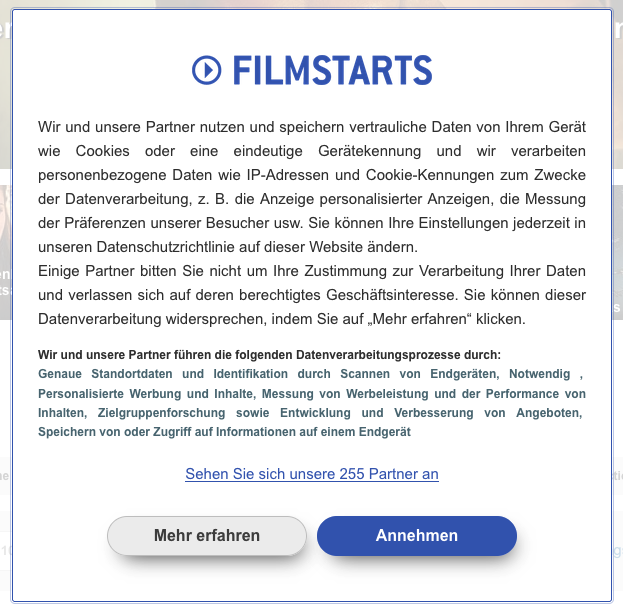 FILMSTARTS
Wir und unsere Partner nutzen und speichern vertrauliche Daten von Ihrem Gerät
wie Cookies oder eine eindeutige Gerätekennung und wir verarbeiten
personenbezogene Daten wie IP-Adressen und Cookie-Kennungen zum Zwecke
der Datenverarbeitung, z. B. die Anzeige personalisierter Anzeigen, die Messung
der Präferenzen unserer Besucher usw. Sie können Ihre Einstellungen jederzeit in
unseren Datenschutzrichtlinie auf dieser Website ändern.
Einige Partner bitten Sie nicht um Ihre Zustimmung zur Verarbeitung Ihrer Daten
und verlassen sich auf deren berechtigtes Geschäftsinteresse. Sie können dieser
Datenverarbeitung widersprechen, indem Sie auf „Mehr erfahren“ klicken.
Wir und unsere Partner führen die folgenden Datenverarbeitungsprozesse durch:
Genaue Standortdaten und Identifikation durch Scannen von Endgeräten, Notwendig ,
Personalisierte Werbung und Inhalte, Messung von Werbeleistung und der Performance von
Inhalten, Zielgruppenforschung sowie Entwicklung und Verbesserung von Angeboten,
Speichern von oder Zugriff auf Informationen auf einem Endgerät
Sehen Sie sich unsere 255 Partner an
Mehr erfahren
Annehmen